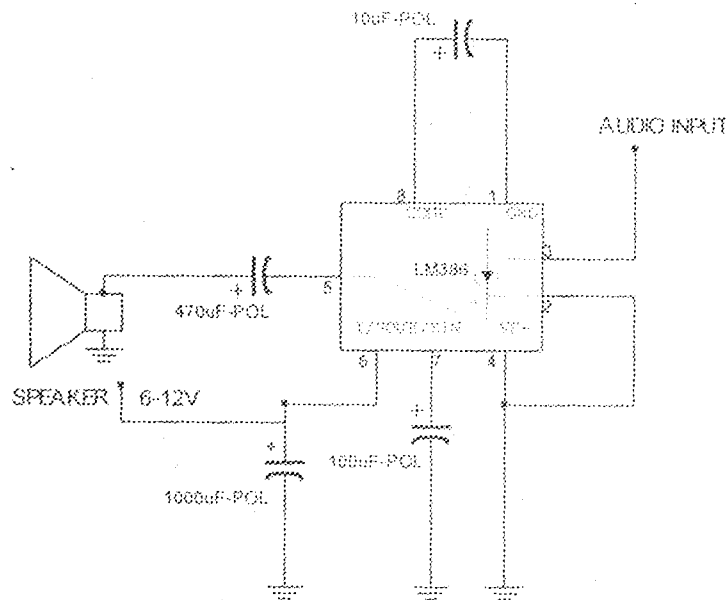 10uF-POL
+
AUDIO INPUT
8
1
GND
3
LM386
5
+
470uF-POL
2
6
7
4
SPEAKER
6-12V
+
+
1000uF-POL
100uF-POL